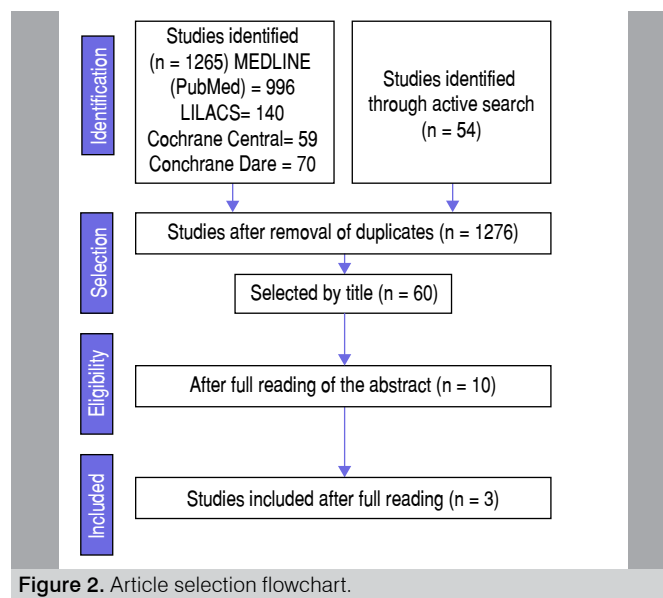 Identification
Studies identified
(n = 1265) MEDLINE
(PubMed) = 996
LILACS= 140
Cochrane Central= 59
Conchrane Dare = 70
Studies identified
through active search
(n = 54)
Selection
Studies after removal of duplicates (n = 1276)
Selected by title (n = 60)
Eligibility
After full reading of the abstract (n = 10)
Included
Studies included after full reading (n = 3)
Figure 2. Article selection flowchart.